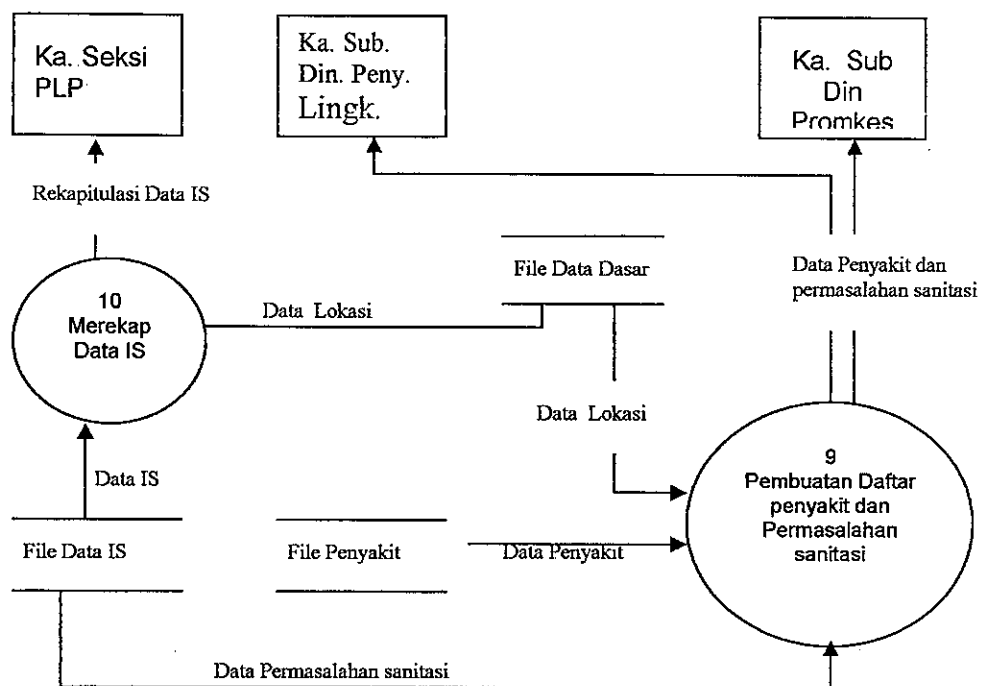 Ka. Seksi
PLP
Ka. Sub.
Din. Peny.
Lingk.
Ka. Sub
Din
Promkes
Rekapitulasi Data IS
File Data Dasar
Data Penyakit dan
permasalahan sanitasi
10
Merekap
Data IS
Data Lokasi
Data Lokasi
9
Pembuatan Daftar
penyakit dan
Permasalahan
sanitasi
Data IS
File Data IS
File Penyakit
Data Penyakit
Data Permasalahan sanitasi